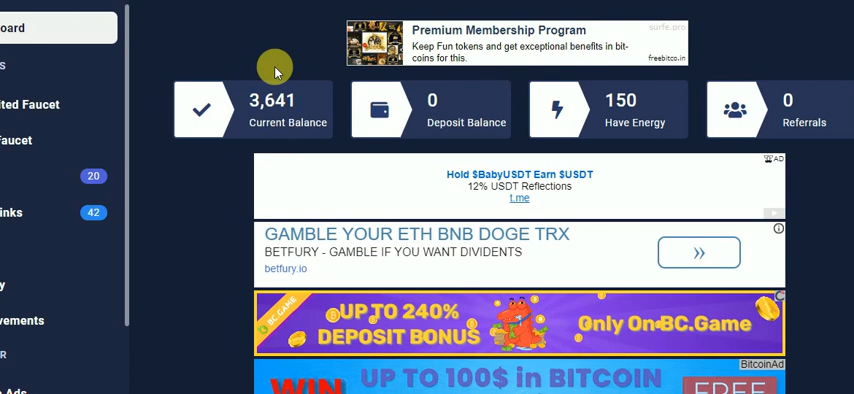 oard
S
ited Faucet
Faucet
20
inks
42
y
vements
R
Ads
Premium Membership Program
surfe.pro
Keep Fun tokens and get exceptional benefits in bit-
coins for this.
freebitco.in
3,641
Current Balance
0
Deposit Balance
150
Have Energy
0
Referrals
AD
Hold $BabyUSDT Earn $USDT
12% USDT Reflections
t.me
GAMBLE YOUR ETH BNB DOGE TRX
BETFURY - GAMBLE IF YOU WANT DIVIDENTS
betfury.io
BC.GAME
UP TO 240%
DEPOSIT BONUS
Only On BC.Game
BitcoinAd
WIN
UP TO 100$ in BITCOIN
FREE